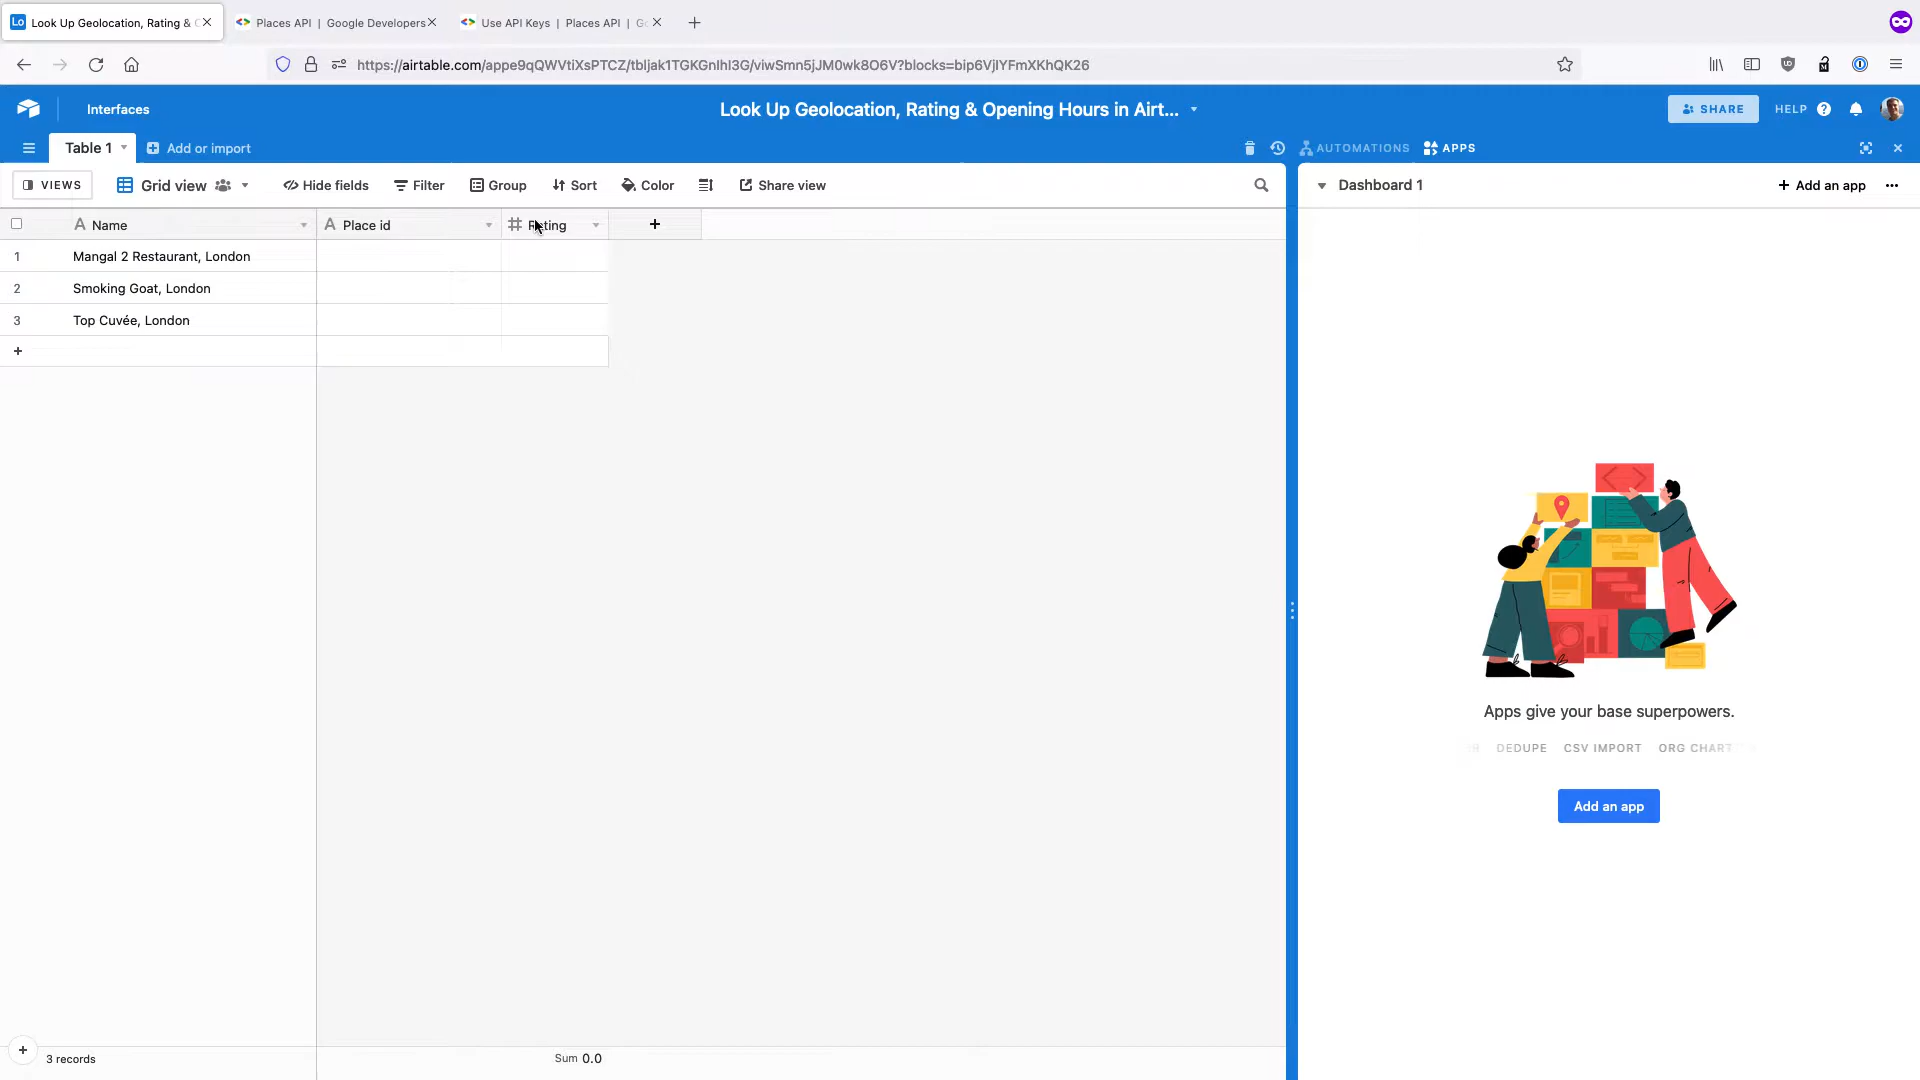 Lo Look Up Geolocation, Rating & O
Places API | Google Developers
Use API Keys | Places API | Go
https://airtable.com/appe9qQWVtiXsPTCZ/tbljak1TGKGnIhI3G/viwSmn5jJM0wk8O6V?blocks=bip6VjIYFmXKhQK26
Interfaces
Look Up Geolocation, Rating & Opening Hours in Airt...
SHARE
HELP
Table 1
Add or import
AUTOMATIONS
APPS
VIEWS
Grid view
Hide fields
Filter
Group
Sort
Color
Share view
Dashboard 1
+ Add an app
Name
Place id
Rating
+
1 Mangal 2 Restaurant, London
2 Smoking Goat, London
3 Top Cuvée, London
+
Apps give your base superpowers.
DEDUPE CSV IMPORT ORG CHART
Add an app
+
3 records
Sum 0.0